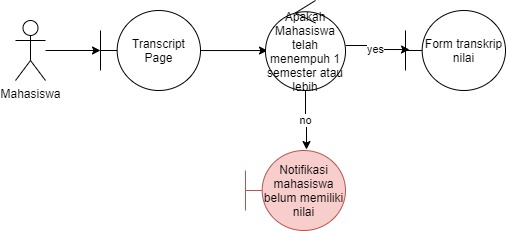 Mahasiswa
Transcript
Page
Apakah
Mahasiswa
telah
menempuh 1
semester atau
lebih
yes
Form transkrip
nilai
no
Notifikasi
mahasiswa
belum memiliki
nilai